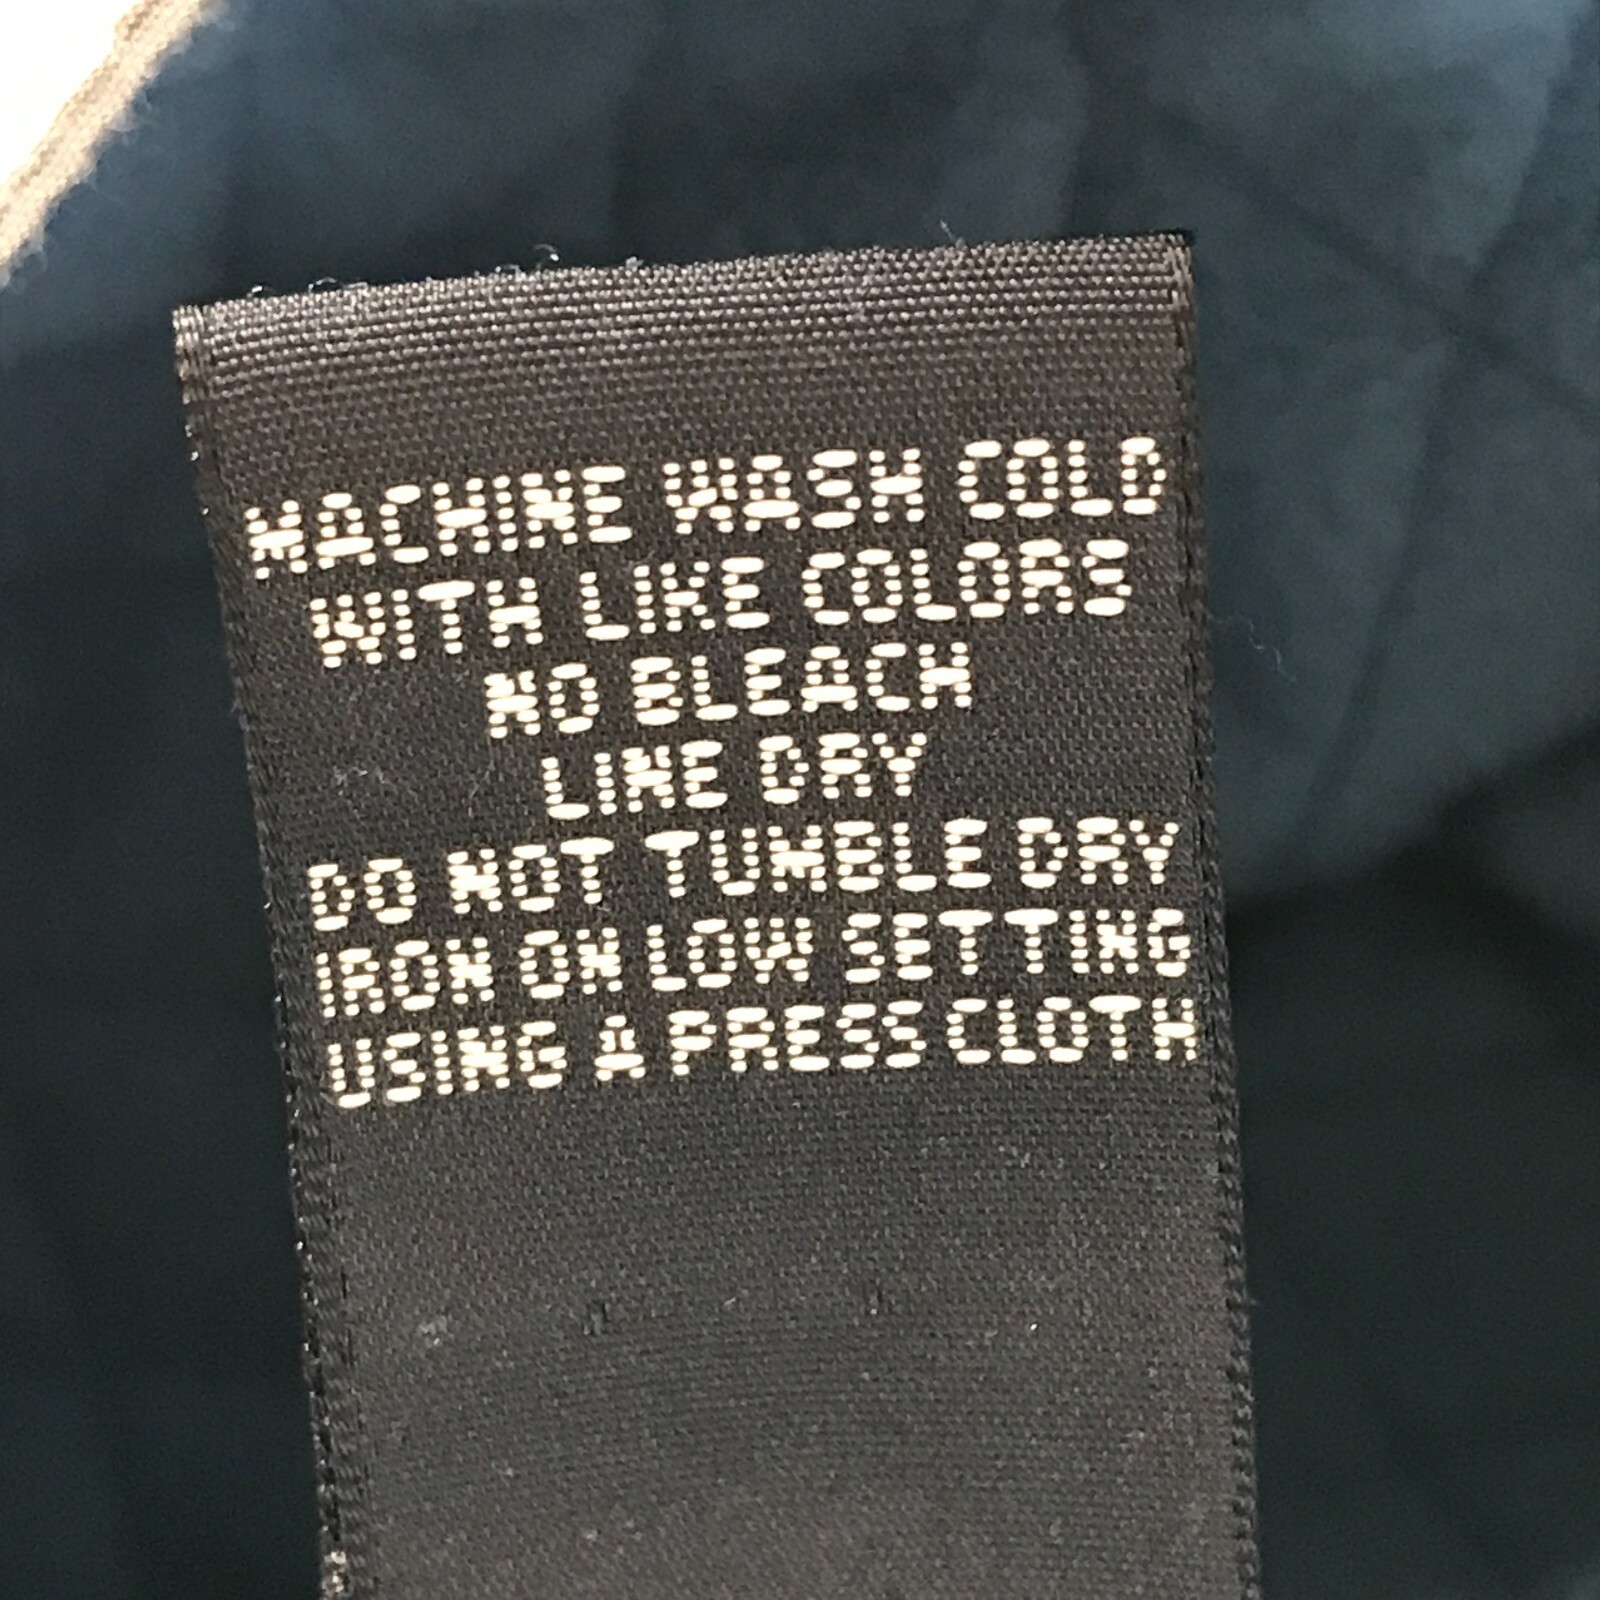 MACHINE WASH COLD
WITH LIKE COLORS
NO BLEACH
LINE DRY
DO NOT TUMBLE DRY
IRON ON LOW SETTING
USING A PRESS CLOTH